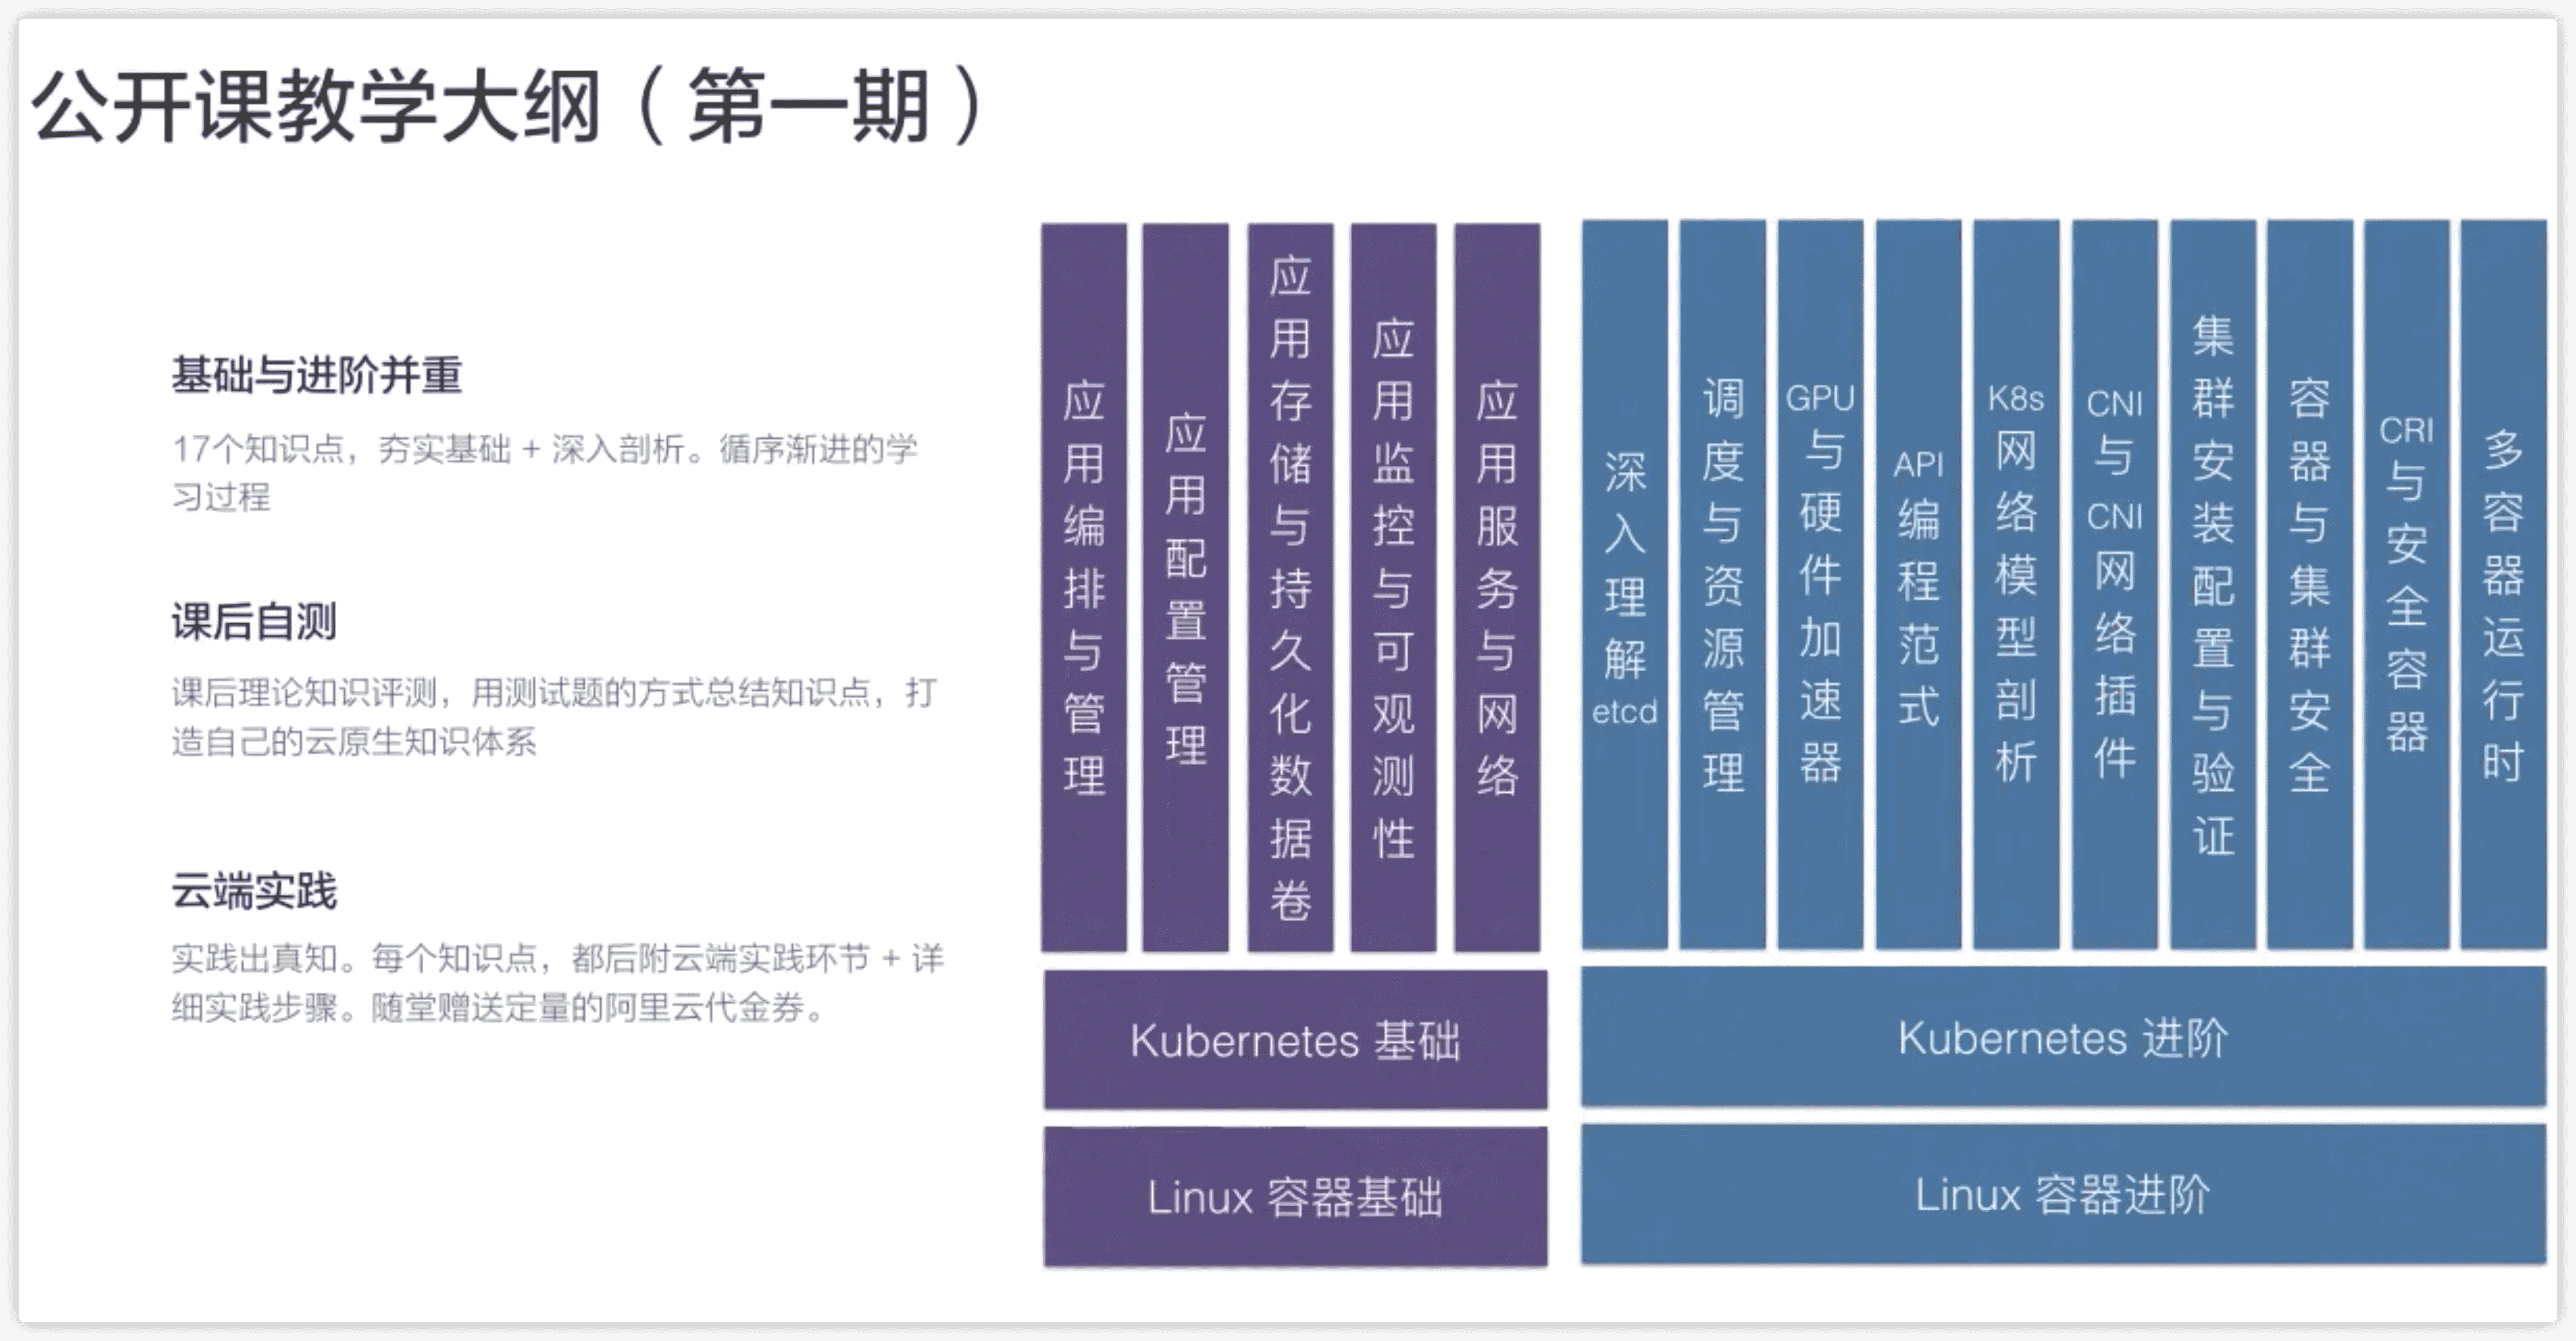 公开课教学大纲（第一期）
基础与进阶并重
17个知识点，夯实基础 + 深入剖析。循序渐进的学
习过程
课后自测
课后理论知识评测，用测试题的方式总结知识点，打
造自己的云原生知识体系
云端实践
实践出真知。每个知识点，都后附云端实践环节 + 详
细实践步骤。随堂赠送定量的阿里云代金券。
应用编排与管理
应用配置管理
应用存储与持久化数据卷
应用监控与可观测性
应用服务与网络
Kubernetes 基础
Linux 容器基础
深入理解etcd
调度与资源管理
GPU与硬件加速器
API编程范式
K8s网络模型剖析
CNI与CNI网络插件
集群安装配置与验证
容器与集群安全
CRI与安全容器
多容器运行时
Kubernetes 进阶
Linux 容器进阶